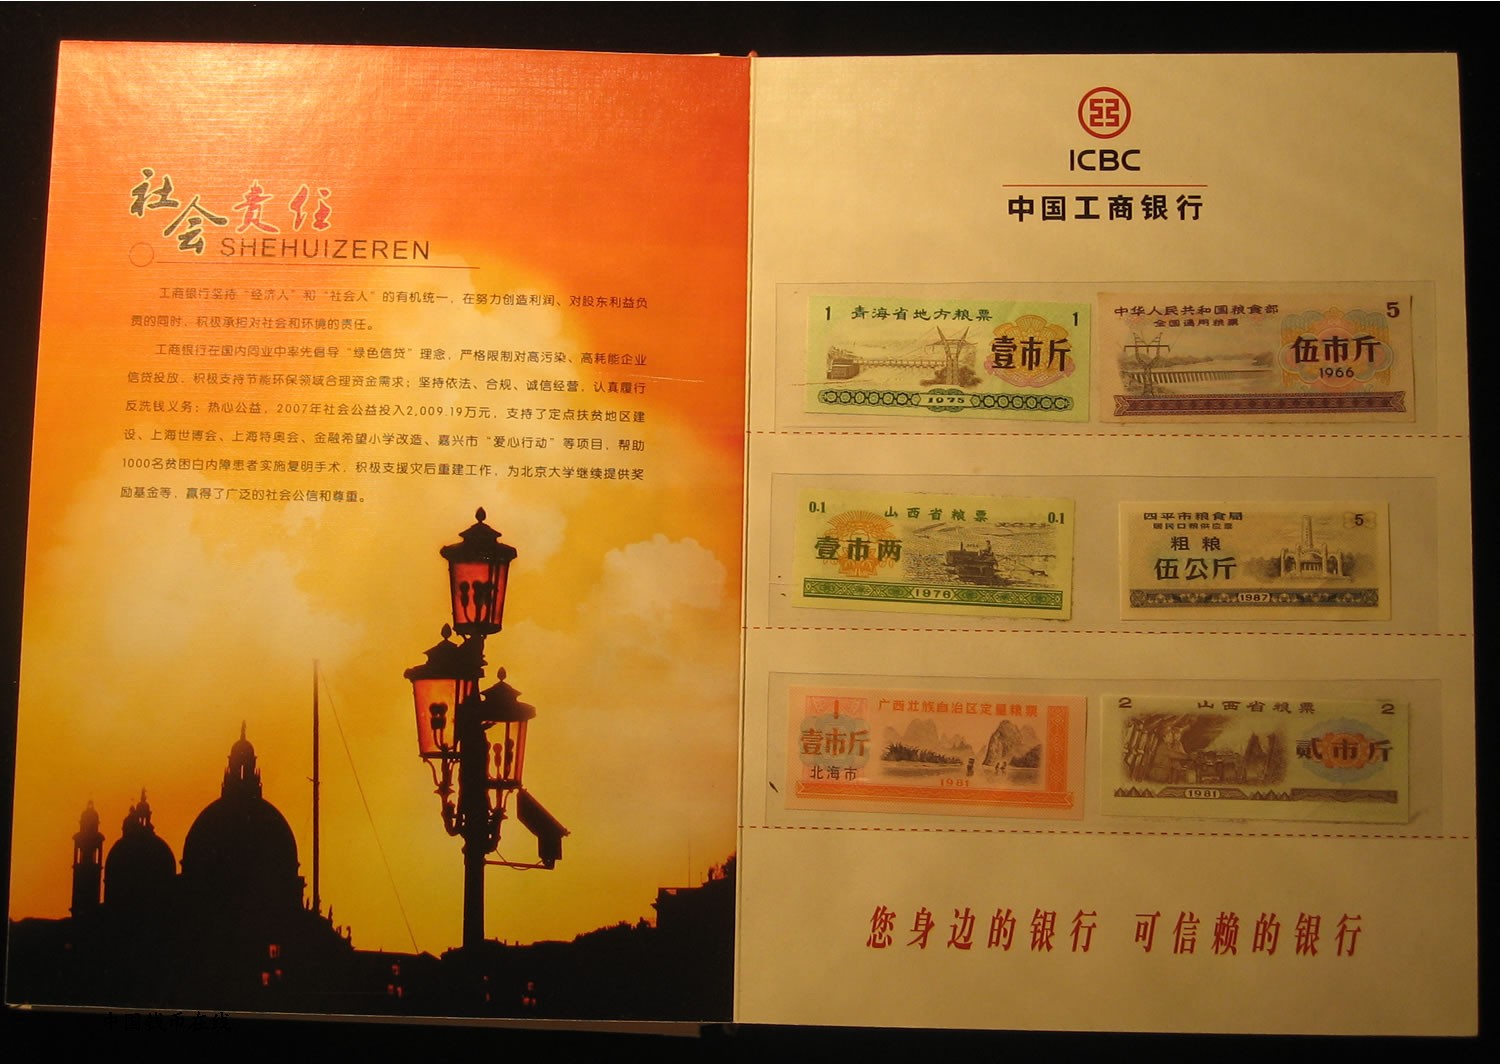 社会责任
SHEHUIZEREN
工商银行坚持“经济人”和“社会人”的有机统一，在努力创造利润、对股东利益负
责的同时，积极承担对社会和环境的责任。
工商银行在国内同业中率先倡导“绿色信贷”理念，严格限制对高污染、高耗能企业
信贷投放，积极支持节能环保领域合理资金需求；坚持依法、合规、诚信经营，认真履行
反洗钱义务；热心公益，2007年社会公益投入2,009.19万元，支持了定点扶贫地区建
设、上海世博会、上海特奥会、金融希望小学改造、嘉兴市“爱心行动”等项目，帮助
1000名贫困白内障患者实施复明手术，积极支援灾后重建工作，为北京大学继续提供奖
励基金等，赢得了广泛的社会公信和尊重。
中国钱币在线
ICBC
中国工商银行
1 青海省地方粮票 1
壹市斤
1975
中华人民共和国粮食部 5
全国通用粮票
伍市斤
1966
0.1 山西省粮票 0.1
壹市两
1976
四平市粮食局 5
居民口粮供应票
粗粮
伍公斤
1987
1 广西壮族自治区定量粮票
壹市斤
北海市
1981
2 山西省粮票 2
贰市斤
1981
您身边的银行 可信赖的银行